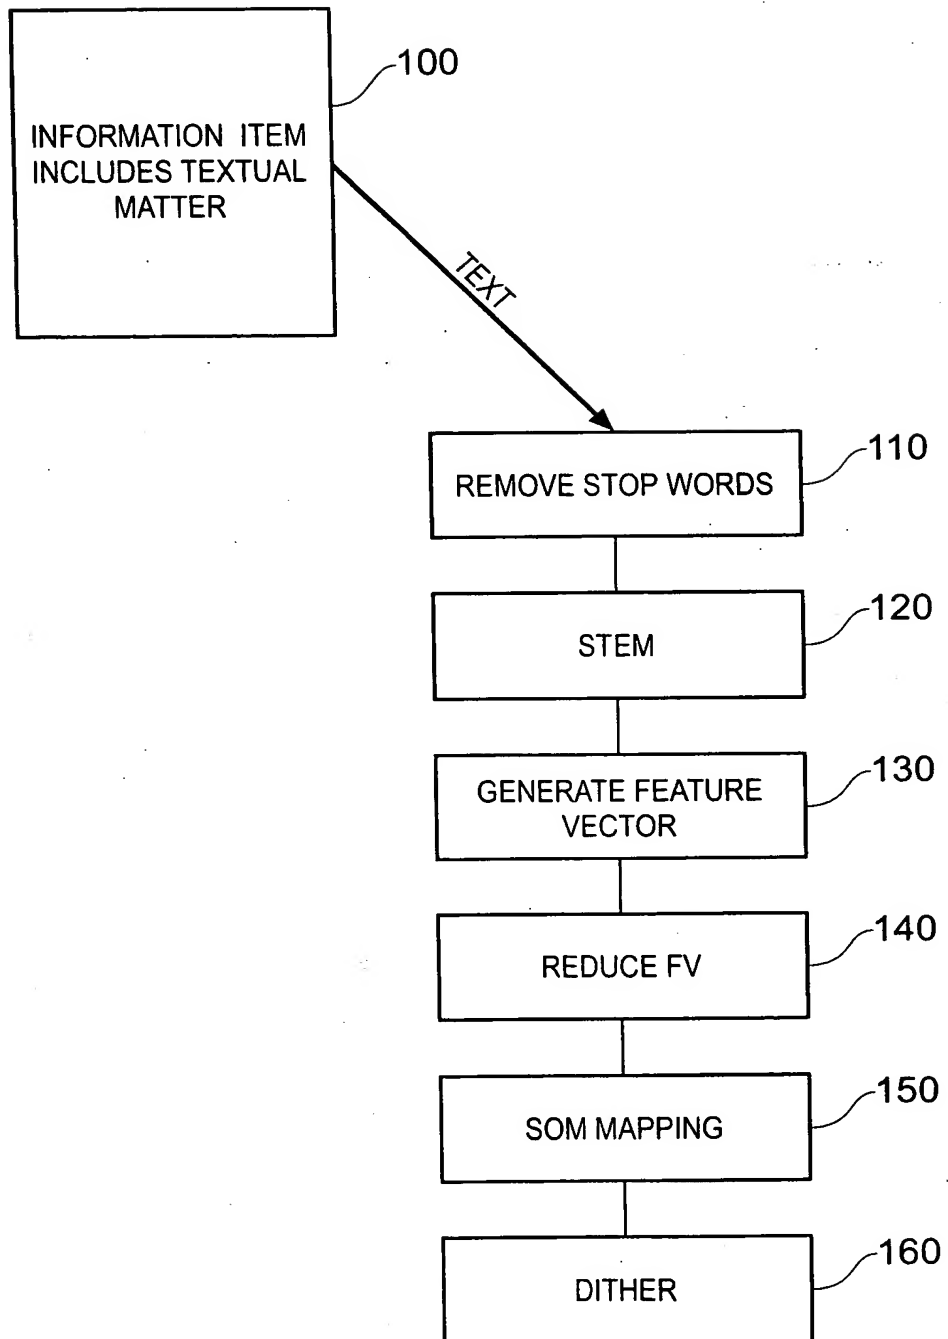 100
INFORMATION ITEM
INCLUDES TEXTUAL
MATTER
TEXT
110
REMOVE STOP WORDS
120
STEM
130
GENERATE FEATURE
VECTOR
140
REDUCE FV
150
SOM MAPPING
160
DITHER